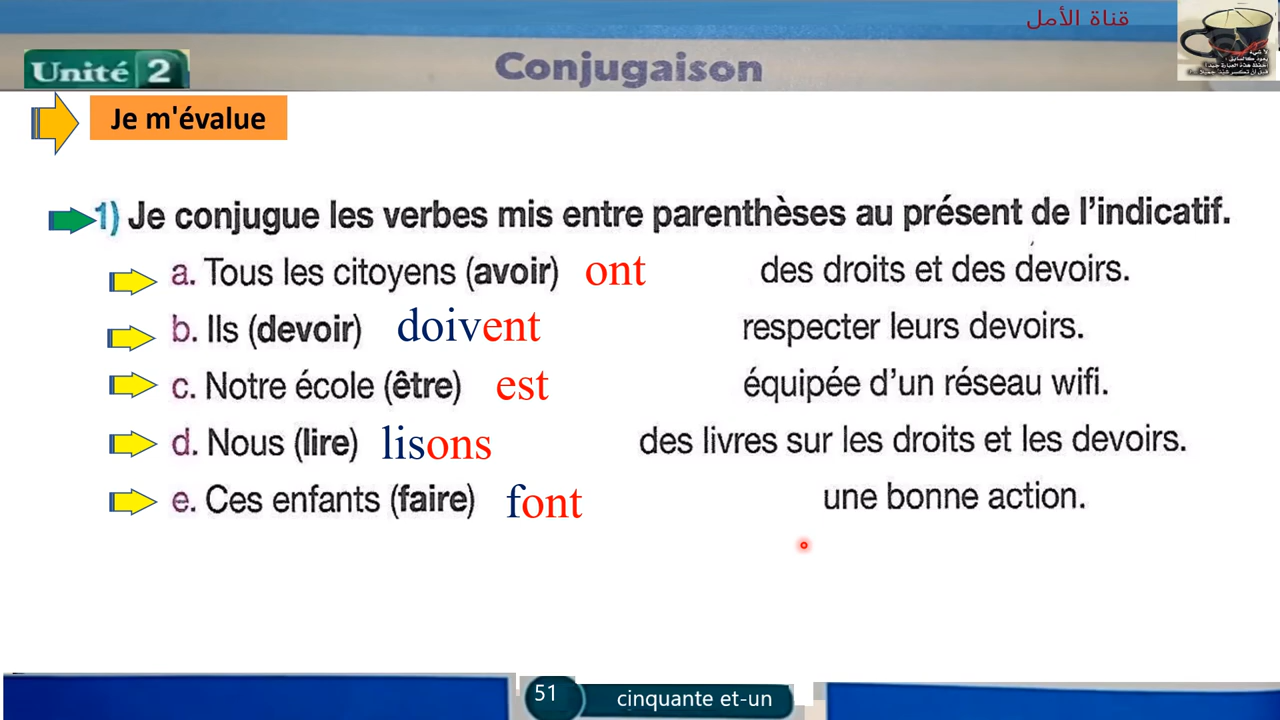 قناة الأمل
Unité 2
Conjugaison
Je m'évalue
1) Je conjugue les verbes mis entre parenthèses au présent de l'indicatif.
a. Tous les citoyens (avoir) ont des droits et des devoirs.
b. Ils (devoir) doivent respecter leurs devoirs.
c. Notre école (être) est équipée d'un réseau wifi.
d. Nous (lire) lisons des livres sur les droits et les devoirs.
e. Ces enfants (faire) font une bonne action.
51 cinquante et-un